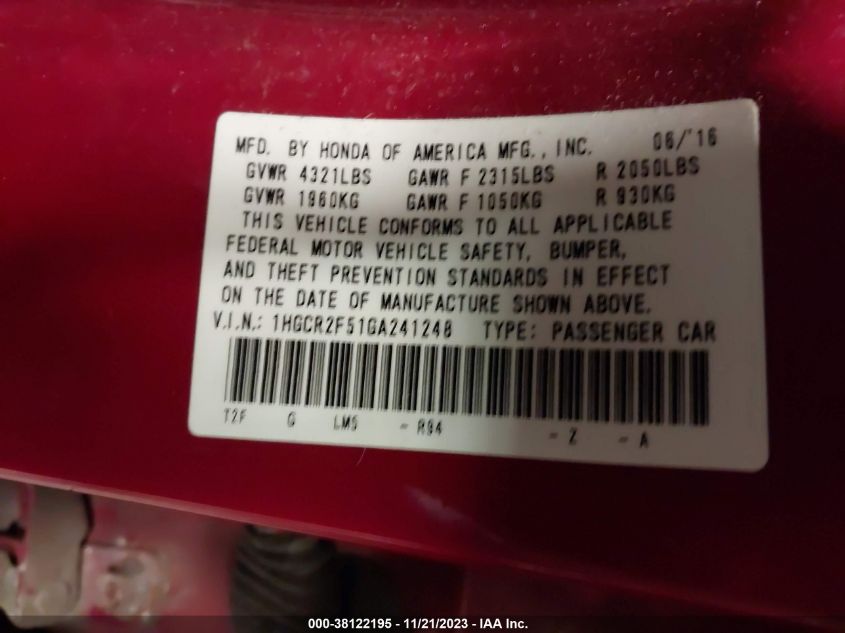 MFD. BY HONDA OF AMERICA MFG., INC. 06/'16
GVWR 4321LBS GAWR F 2315LBS R 2050LBS
GVWR 1960KG GAWR F 1050KG R 930KG
THIS VEHICLE CONFORMS TO ALL APPLICABLE
FEDERAL MOTOR VEHICLE SAFETY, BUMPER,
AND THEFT PREVENTION STANDARDS IN EFFECT
ON THE DATE OF MANUFACTURE SHOWN ABOVE.
V.I.N.: 1HGCR2F51GA241248 TYPE: PASSENGER CAR
T2F G LM5 - R94 - Z - A
000-38122195 - 11/21/2023 - IAA Inc.